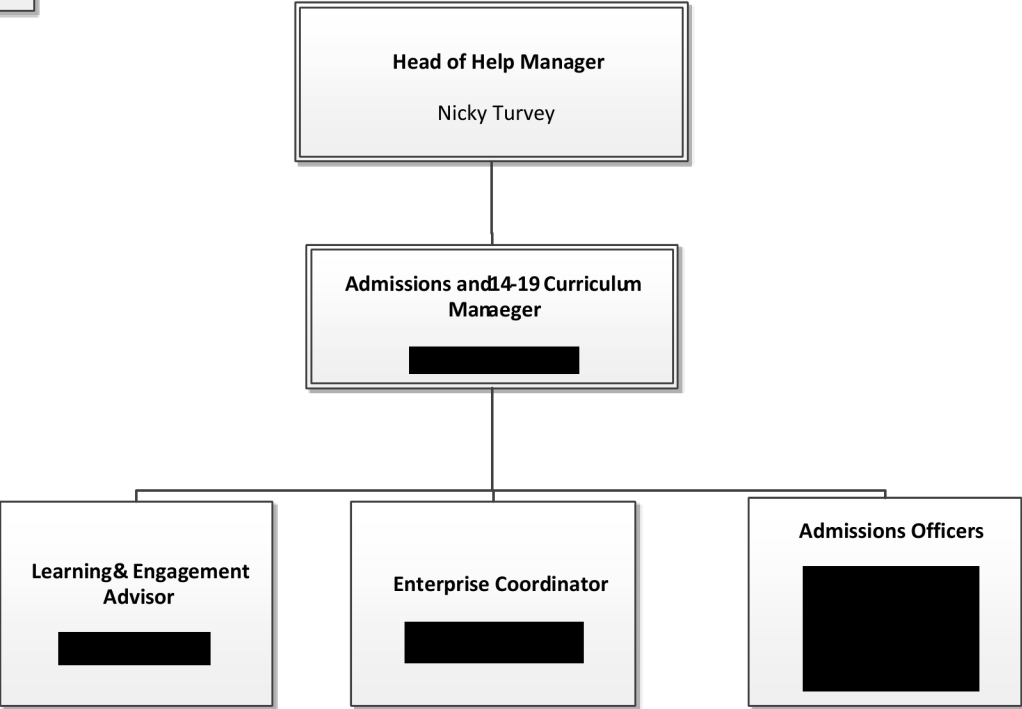 Head of Help Manager
Nicky Turvey
Admissions and14-19 Curriculum
Manaeger
Learning& Engagement
Advisor
Enterprise Coordinator
Admissions Officers